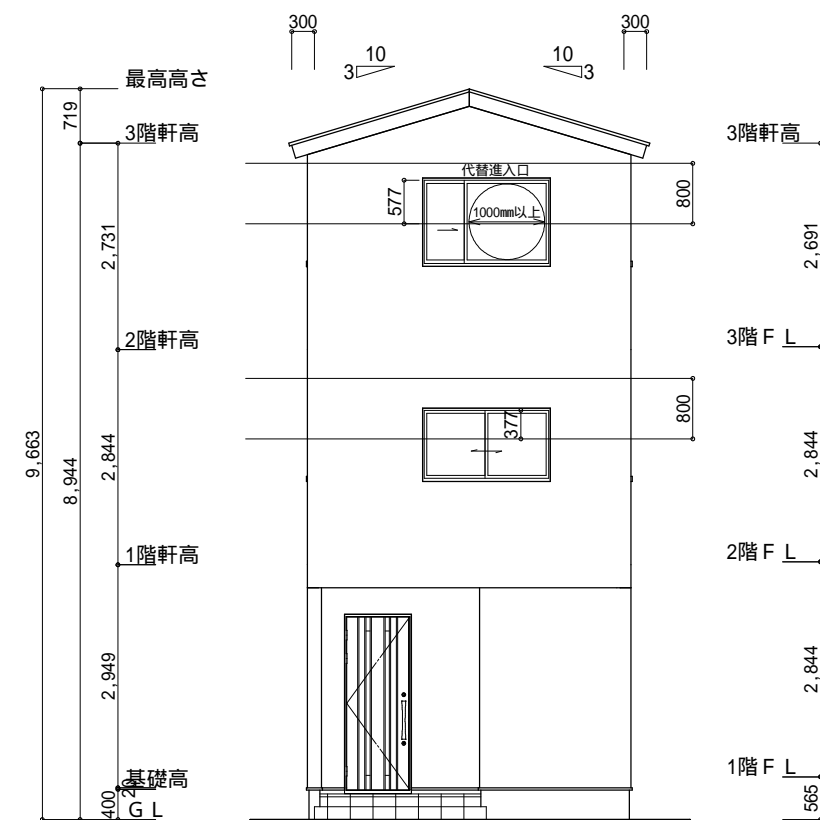 300
300
10
3
10
3
最高高さ
719
3階軒高
3階軒高
代替進入口
577
1000mm以上
800
2,731
2,691
2階軒高
3階ＦＬ
800
377
9,663
8,944
2,844
2,844
1階軒高
2階ＦＬ
2,949
2,844
基礎高
20
400
ＧＬ
1階ＦＬ
565